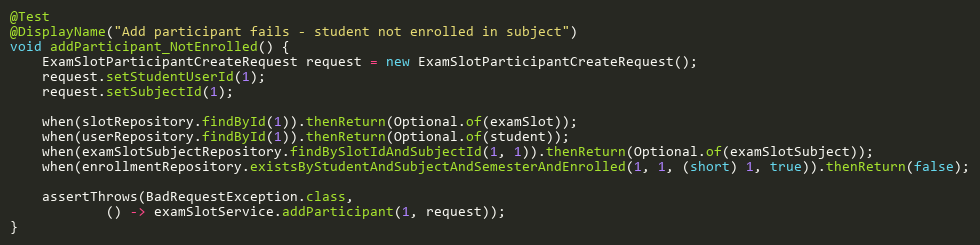 @Test
@DisplayName("Add participant fails - student not enrolled in subject")
void addParticipant_NotEnrolled() {
    ExamSlotParticipantCreateRequest request = new ExamSlotParticipantCreateRequest();
    request.setStudentUserId(1);
    request.setSubjectId(1);

    when(slotRepository.findById(1)).thenReturn(Optional.of(examSlot));
    when(userRepository.findById(1)).thenReturn(Optional.of(student));
    when(examSlotSubjectRepository.findBySlotIdAndSubjectId(1, 1)).thenReturn(Optional.of(examSlotSubject));
    when(enrollmentRepository.existsByStudentAndSubjectAndSemesterAndEnrolled(1, 1, (short) 1, true)).thenReturn(false);

    assertThrows(BadRequestException.class,
            () -> examSlotService.addParticipant(1, request));
}